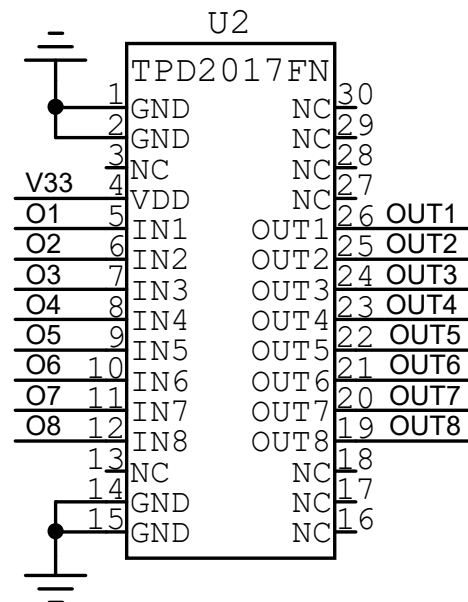 U2
TPD2017FN
1 GND NC 30
2 GND NC 29
3 NC NC 28
V33 4 VDD NC 27
O1 5 IN1 OUT1 26 OUT1
O2 6 IN2 OUT2 25 OUT2
O3 7 IN3 OUT3 24 OUT3
O4 8 IN4 OUT4 23 OUT4
O5 9 IN5 OUT5 22 OUT5
O6 10 IN6 OUT6 21 OUT6
O7 11 IN7 OUT7 20 OUT7
O8 12 IN8 OUT8 19 OUT8
13 NC NC 18
14 GND NC 17
15 GND NC 16